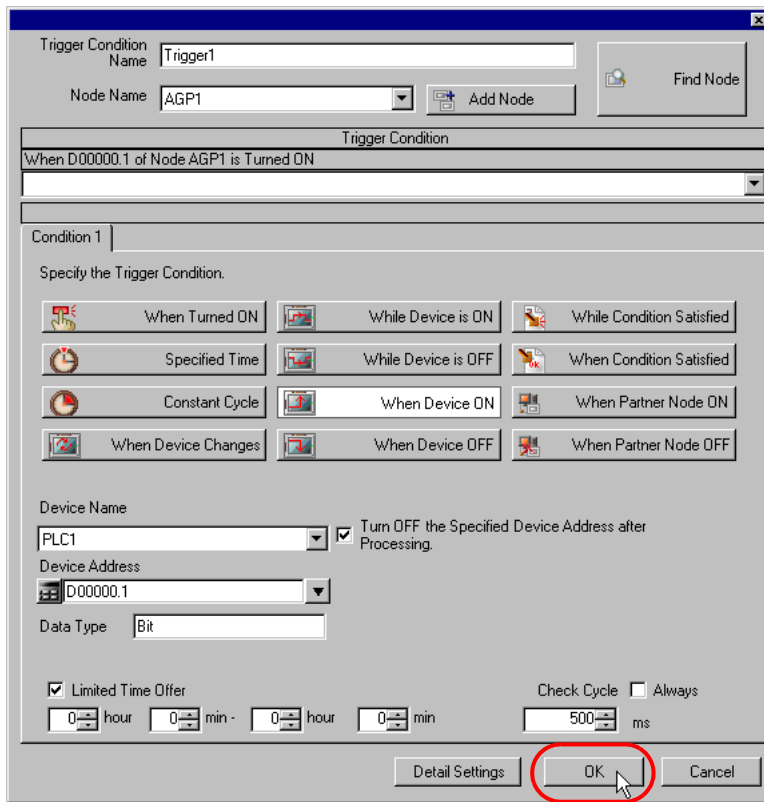 Trigger Condition
Name
Trigger1
Find Node
Node Name
AGP1
Add Node
Trigger Condition
When D00000.1 of Node AGP1 is Turned ON
Condition 1
Specify the Trigger Condition.
When Turned ON
While Device is ON
While Condition Satisfied
Specified Time
While Device is OFF
When Condition Satisfied
Constant Cycle
When Device ON
When Partner Node ON
When Device Changes
When Device OFF
When Partner Node OFF
Device Name
PLC1
Turn OFF the Specified Device Address after
Processing.
Device Address
D00000.1
Data Type
Bit
Limited Time Offer
Check Cycle
Always
0 hour 0 min - 0 hour 0 min
500 ms
Detail Settings
OK
Cancel